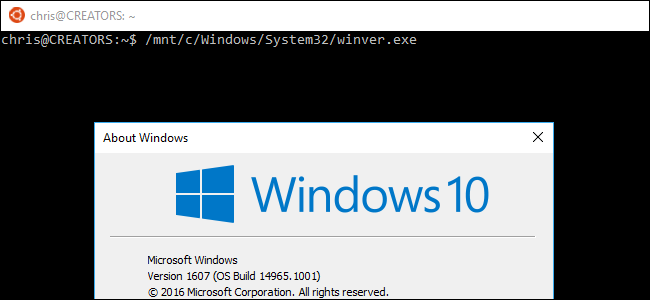 chris@CREATORS: ~
chris@CREATORS:~$ /mnt/c/Windows/System32/winver.exe
About Windows
Windows 10
Microsoft Windows
Version 1607 (OS Build 14965.1001)
© 2016 Microsoft Corporation. All rights reserved.